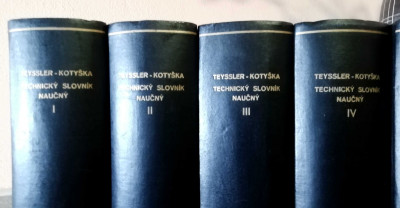 TEYSSLER-KOTYŠKA
TECHNICKÝ SLOVNÍK
NAUČNÝ
I
TEYSSLER-KOTYŠKA
TECHNICKÝ SLOVNÍK
NAUČNÝ
II
TEYSSLER-KOTYŠKA
TECHNICKÝ SLOVNÍK
NAUČNÝ
III
TEYSSLER-KOTYŠKA
TECHNICKÝ SLOVNÍK
NAUČNÝ
IV